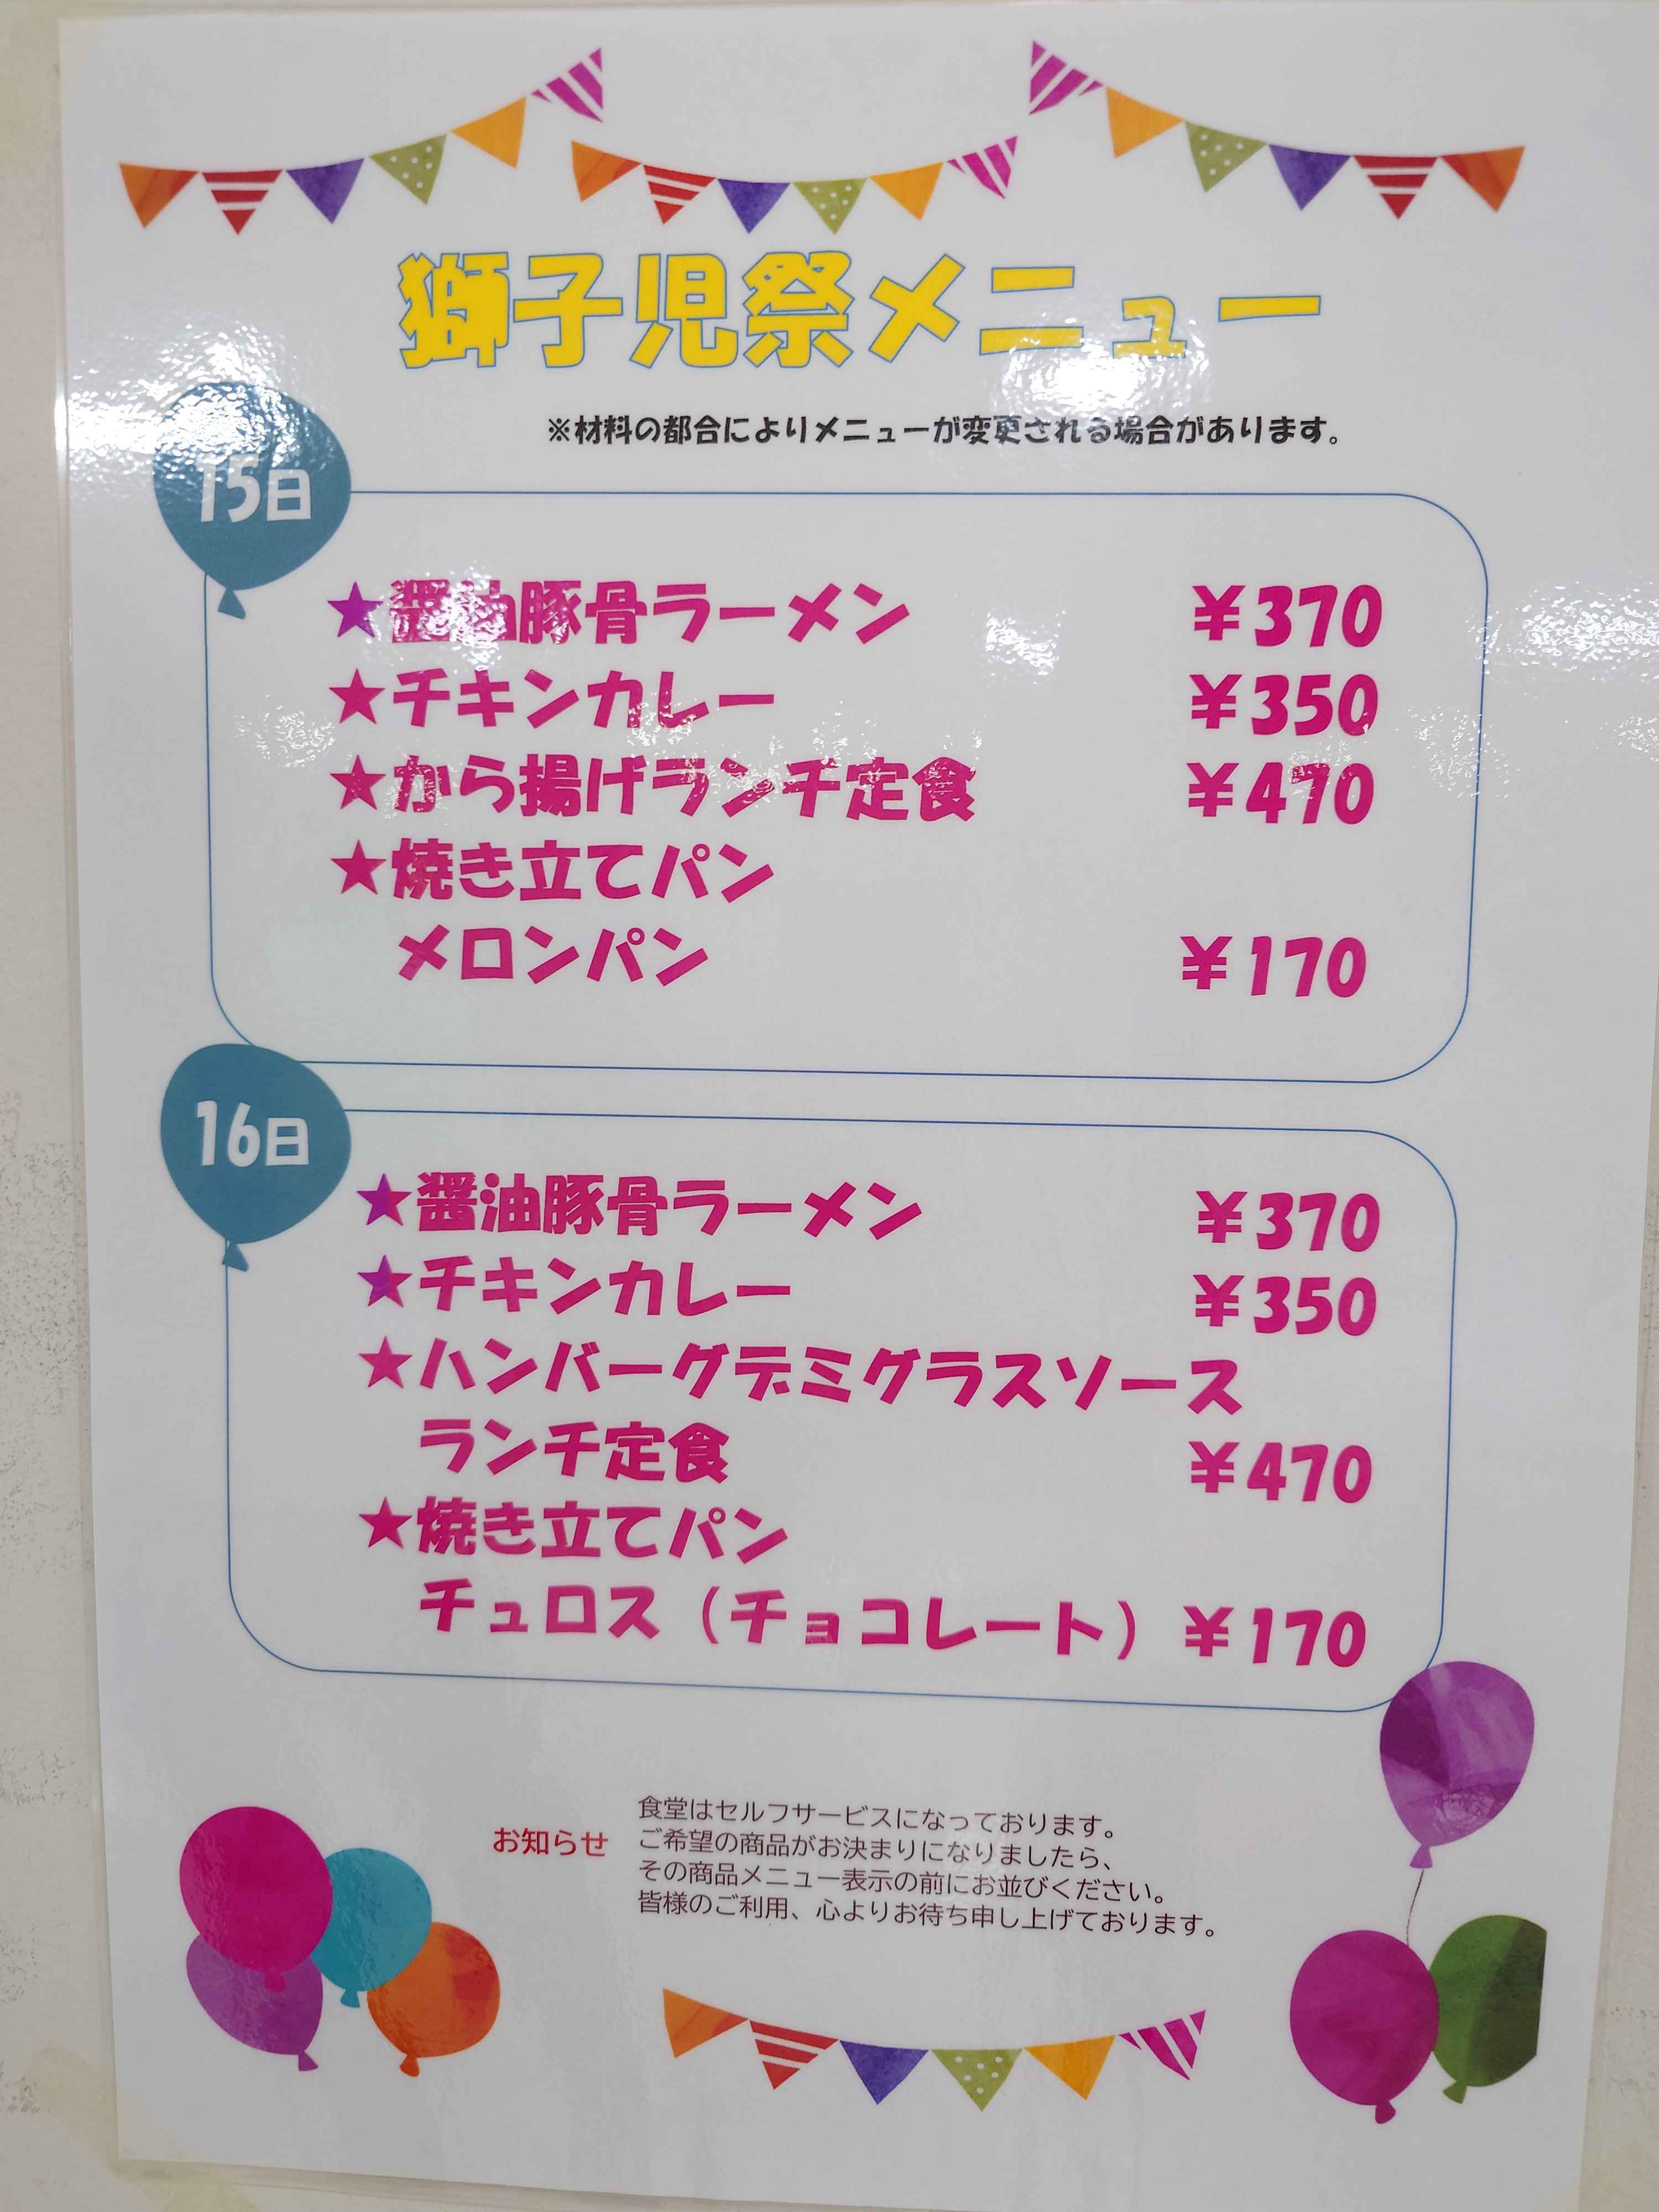 獅子児祭メニュー
※材料の都合によりメニューが変更される場合があります。
15日
★醤油豚骨ラーメン ¥370
★チキンカレー ¥350
★から揚げランチ定食 ¥470
★焼き立てパン
メロンパン ¥170
16日
★醤油豚骨ラーメン ¥370
★チキンカレー ¥350
★ハンバーグデミグラスソース
ランチ定食 ¥470
★焼き立てパン
チュロス（チョコレート） ¥170
お知らせ
食堂はセルフサービスになっております。
ご希望の商品がお決まりになりましたら、
その商品メニュー表示の前にお並びください。
皆様のご利用、心よりお待ち申し上げております。